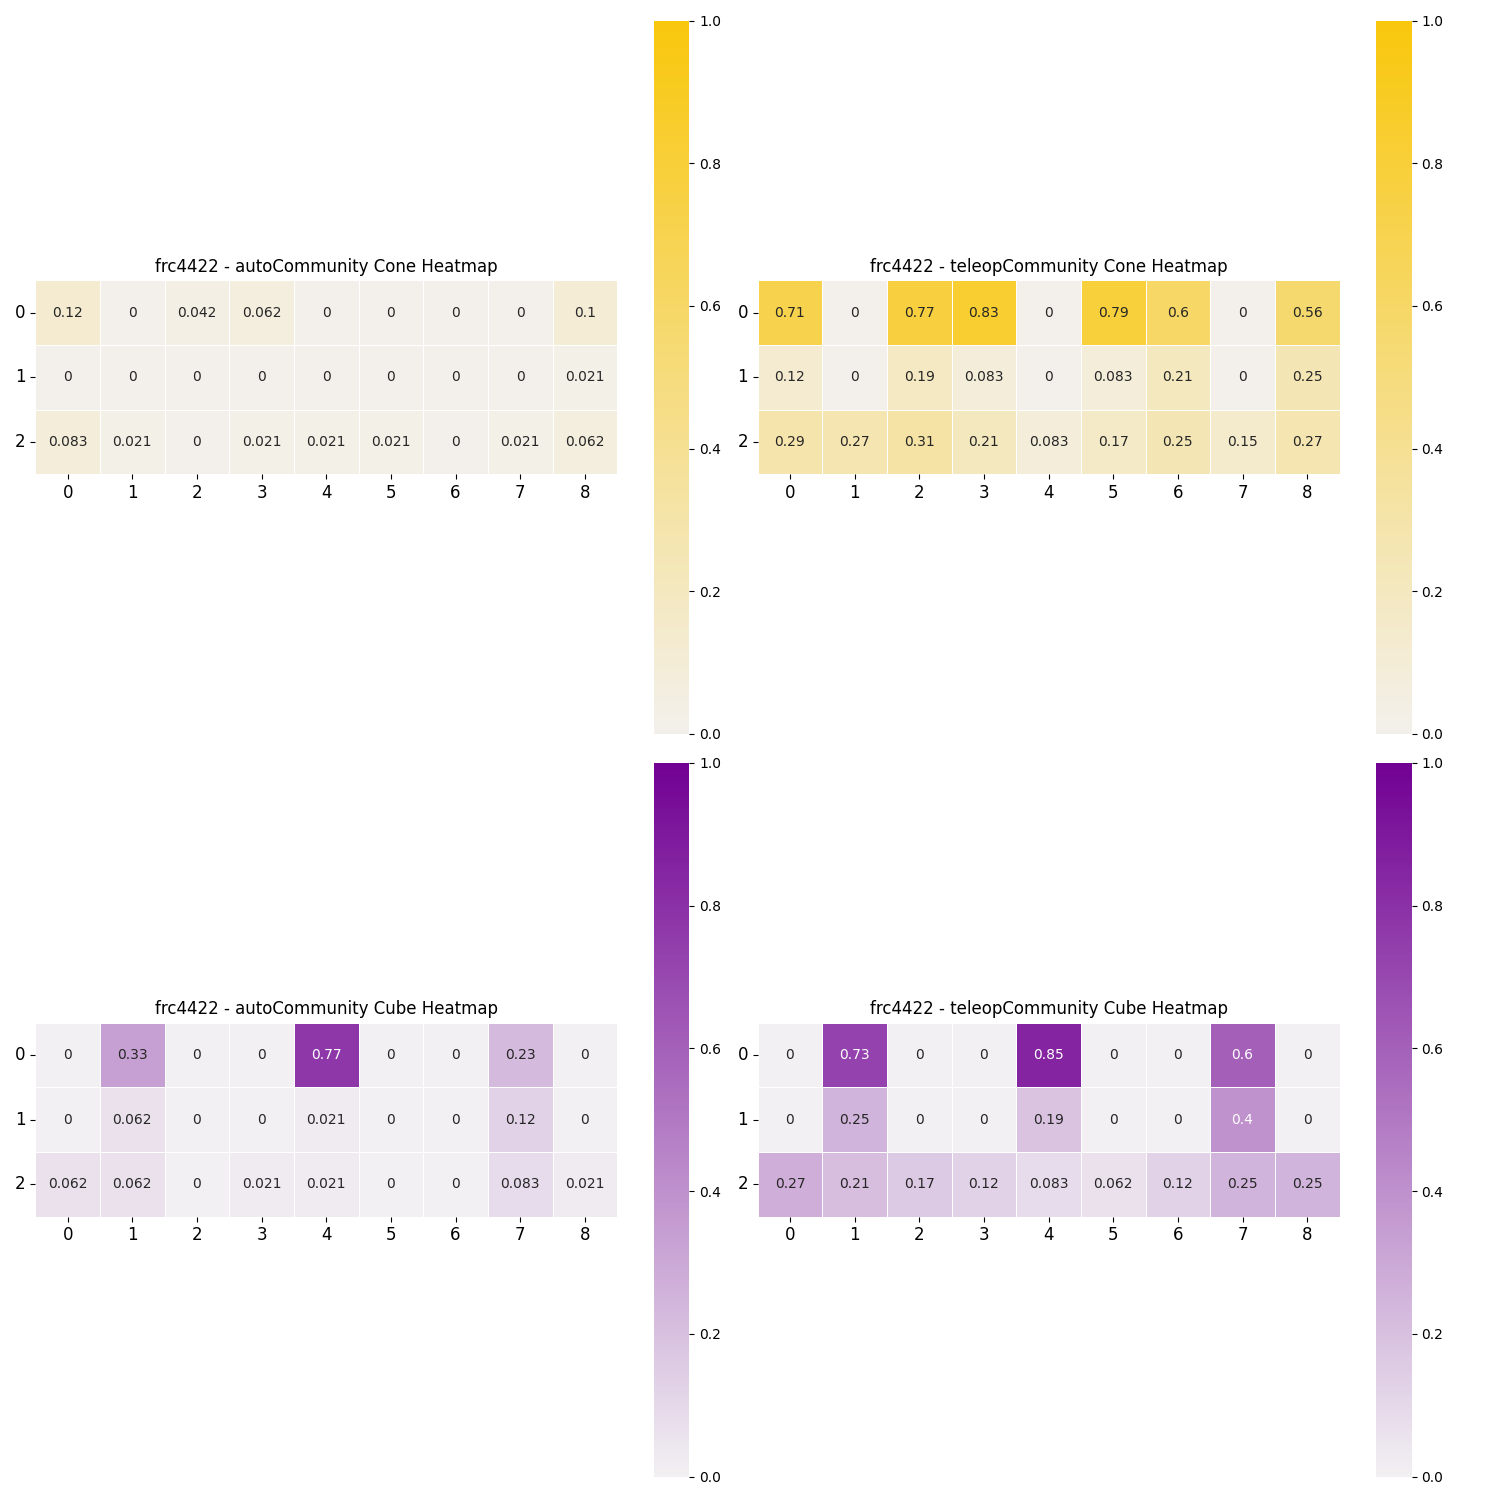 frc4422 - autoCommunity Cone Heatmap
0 0.12 0 0.042 0.062 0 0 0 0 0.1
1 0 0 0 0 0 0 0 0 0.021
2 0.083 0.021 0 0.021 0.021 0.021 0 0.021 0.062
0 1 2 3 4 5 6 7 8
1.0
0.8
0.6
0.4
0.2
0.0
frc4422 - teleopCommunity Cone Heatmap
0 0.71 0 0.77 0.83 0 0.79 0.6 0 0.56
1 0.12 0 0.19 0.083 0 0.083 0.21 0 0.25
2 0.29 0.27 0.31 0.21 0.083 0.17 0.25 0.15 0.27
0 1 2 3 4 5 6 7 8
1.0
0.8
0.6
0.4
0.2
0.0
frc4422 - autoCommunity Cube Heatmap
0 0 0.33 0 0 0.77 0 0 0.23 0
1 0 0.062 0 0 0.021 0 0 0.12 0
2 0.062 0.062 0 0.021 0.021 0 0 0.083 0.021
0 1 2 3 4 5 6 7 8
1.0
0.8
0.6
0.4
0.2
0.0
frc4422 - teleopCommunity Cube Heatmap
0 0 0.73 0 0 0.85 0 0 0.6 0
1 0 0.25 0 0 0.19 0 0 0.4 0
2 0.27 0.21 0.17 0.12 0.083 0.062 0.12 0.25 0.25
0 1 2 3 4 5 6 7 8
1.0
0.8
0.6
0.4
0.2
0.0